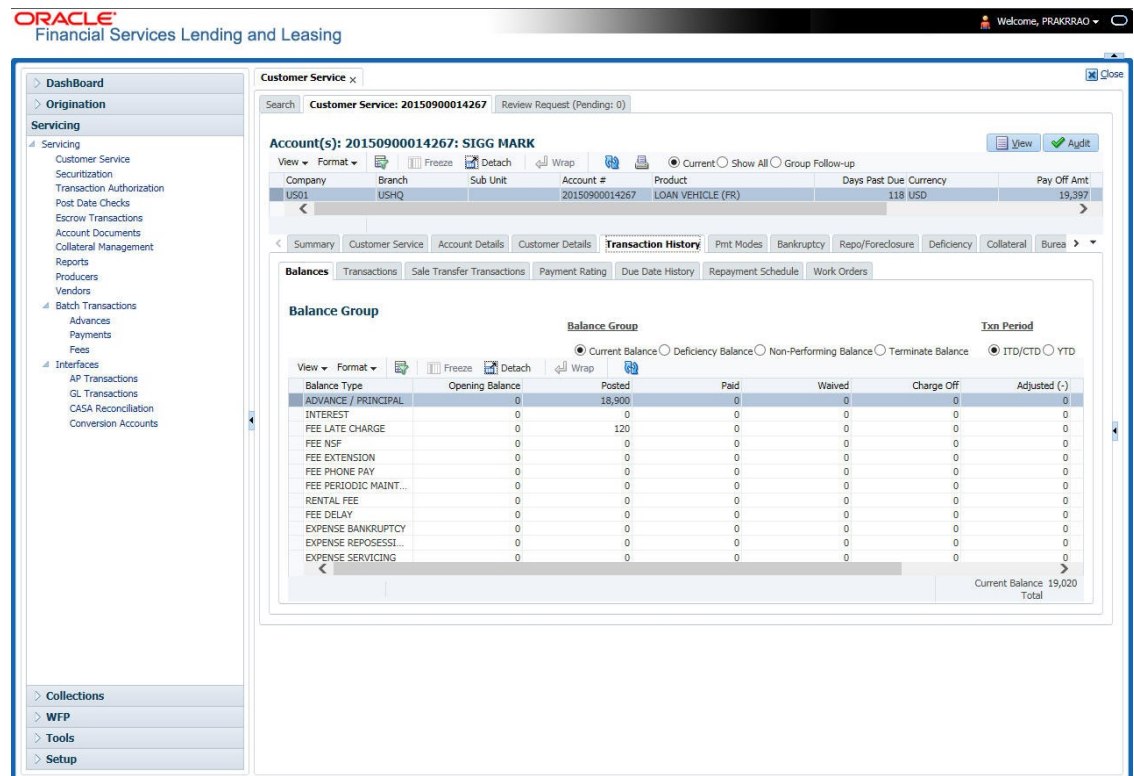 ORACLE
Financial Services Lending and Leasing
Welcome, PRAKRRAO
Close
DashBoard
Origination
Servicing
Servicing
Customer Service
Securitization
Transaction Authorization
Post Date Checks
Escrow Transactions
Account Documents
Collateral Management
Reports
Producers
Vendors
Batch Transactions
Advances
Payments
Fees
Interfaces
AP Transactions
GL Transactions
CASA Reconciliation
Conversion Accounts
Collections
WFP
Tools
Setup
Customer Service
Search Customer Service: 20150900014267 Review Request (Pending: 0)
Account(s): 20150900014267: SIGG MARK
View Audit
View Format Freeze Detach Wrap Current Show All Group Follow-up
Company Branch Sub Unit Account # Product Days Past Due Currency Pay Off Amt
US01 USHQ 20150900014267 LOAN VEHICLE (FR) 118 USD 19,397
Summary Customer Service Account Details Customer Details Transaction History Pmt Modes Bankruptcy Repo/Foreclosure Deficiency Collateral Burea
Balances Transactions Sale Transfer Transactions Payment Rating Due Date History Repayment Schedule Work Orders
Balance Group
Balance Group Txn Period
Current Balance Deficiency Balance Non-Performing Balance Terminate Balance ITD/CTD YTD
View Format Freeze Detach Wrap
Balance Type Opening Balance Posted Paid Waived Charge Off Adjusted (-)
ADVANCE / PRINCIPAL 0 18,900 0 0 0 0
INTEREST 0 0 0 0 0 0
FEE LATE CHARGE 0 120 0 0 0 0
FEE NSF 0 0 0 0 0 0
FEE EXTENSION 0 0 0 0 0 0
FEE PHONE PAY 0 0 0 0 0 0
FEE PERIODIC MAINT... 0 0 0 0 0 0
RENTAL FEE 0 0 0 0 0 0
FEE DELAY 0 0 0 0 0 0
EXPENSE BANKRUPTCY 0 0 0 0 0 0
EXPENSE REPOSESSI... 0 0 0 0 0 0
EXPENSE SERVICING 0 0 0 0 0 0
Current Balance 19,020
Total